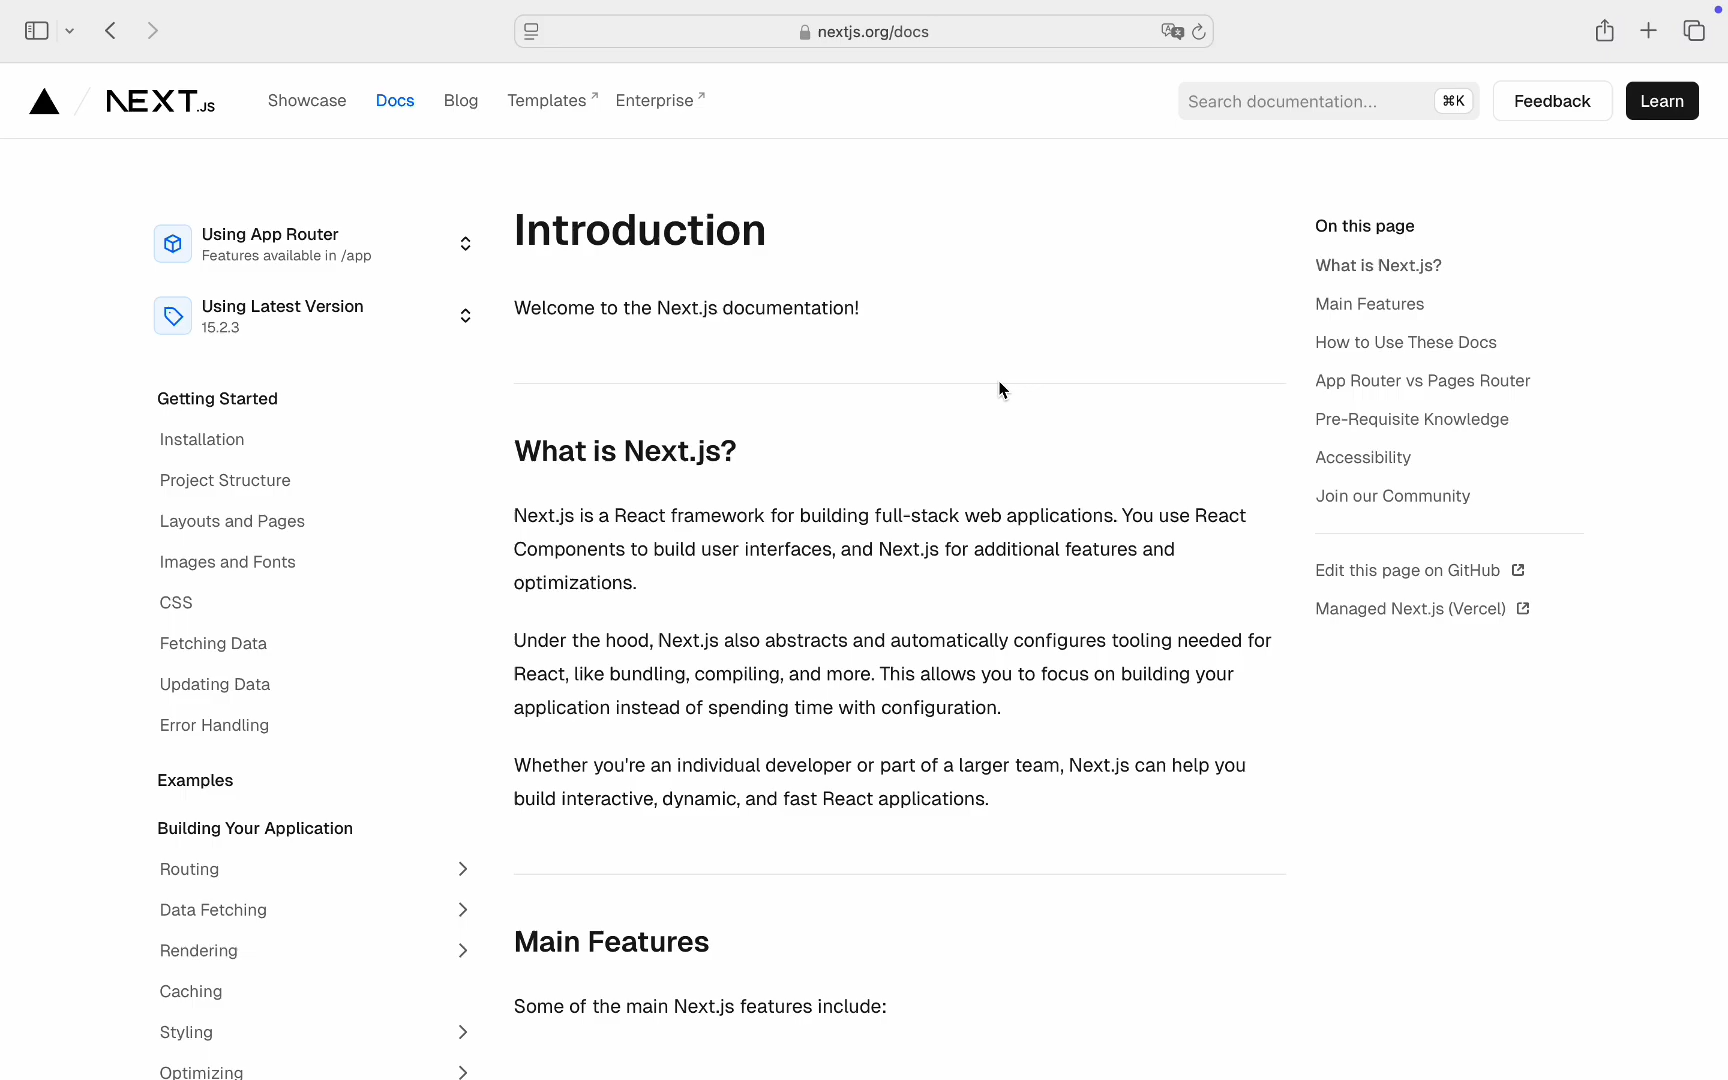 nextjs.org/docs
NEXT.JS
Showcase
Docs
Blog
Templates
Enterprise
Search documentation...
⌘K
Feedback
Learn
Using App Router
Features available in /app
Using Latest Version
15.2.3
Getting Started
Installation
Project Structure
Layouts and Pages
Images and Fonts
CSS
Fetching Data
Updating Data
Error Handling
Examples
Building Your Application
Routing
Data Fetching
Rendering
Caching
Styling
Optimizing
Introduction
Welcome to the Next.js documentation!
What is Next.js?
Next.js is a React framework for building full-stack web applications. You use React
Components to build user interfaces, and Next.js for additional features and
optimizations.
Under the hood, Next.js also abstracts and automatically configures tooling needed for
React, like bundling, compiling, and more. This allows you to focus on building your
application instead of spending time with configuration.
Whether you're an individual developer or part of a larger team, Next.js can help you
build interactive, dynamic, and fast React applications.
Main Features
Some of the main Next.js features include:
On this page
What is Next.js?
Main Features
How to Use These Docs
App Router vs Pages Router
Pre-Requisite Knowledge
Accessibility
Join our Community
Edit this page on GitHub
Managed Next.js (Vercel)